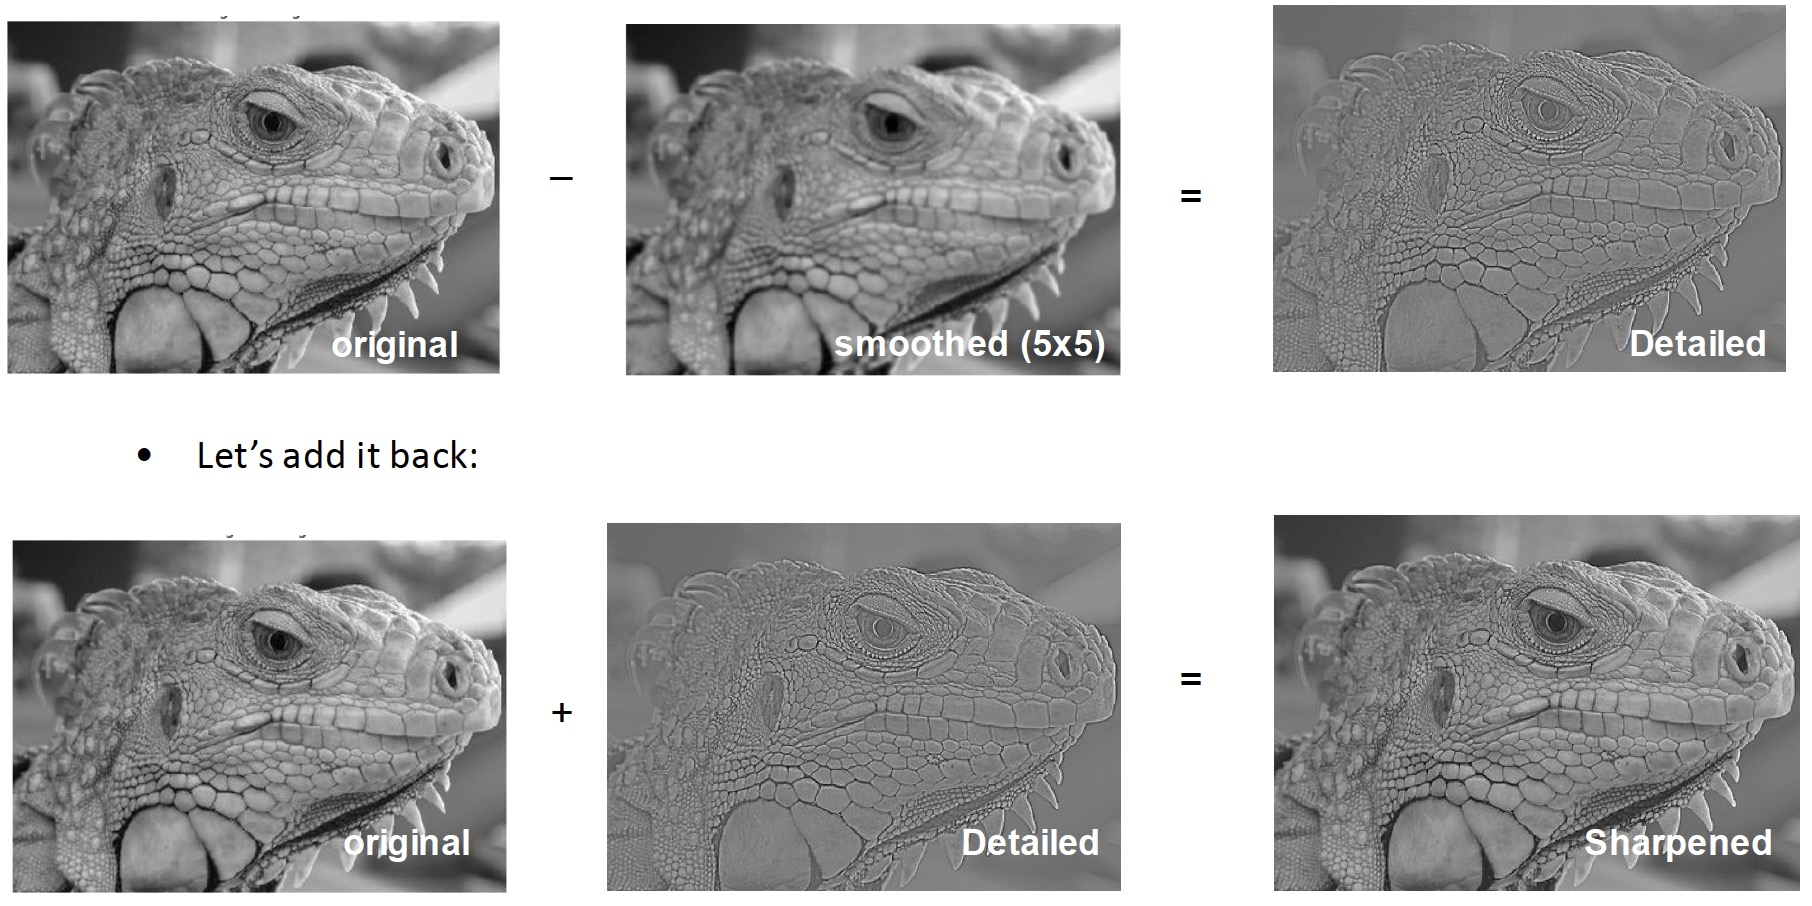 –
=
original
smoothed (5x5)
Detailed
• Let’s add it back:
+
=
original
Detailed
Sharpened